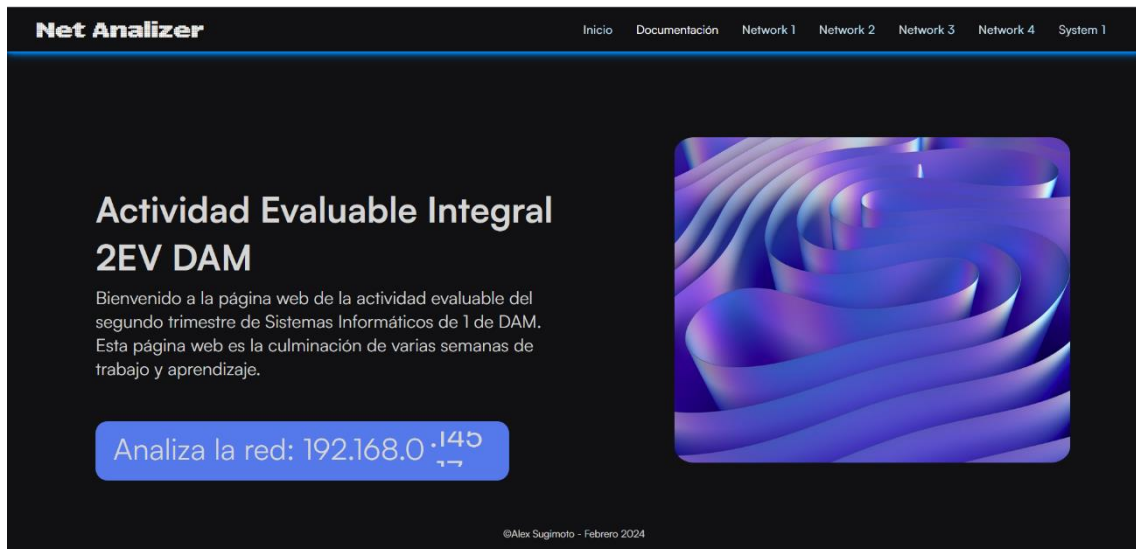 Net Analizer
Inicio Documentación Network 1 Network 2 Network 3 Network 4 System 1
Actividad Evaluable Integral
2EV DAM
Bienvenido a la página web de la actividad evaluable del
segundo trimestre de Sistemas Informáticos de 1 de DAM.
Esta página web es la culminación de varias semanas de
trabajo y aprendizaje.
Analiza la red: 192.168.0 .145
©Alex Sugimoto - Febrero 2024